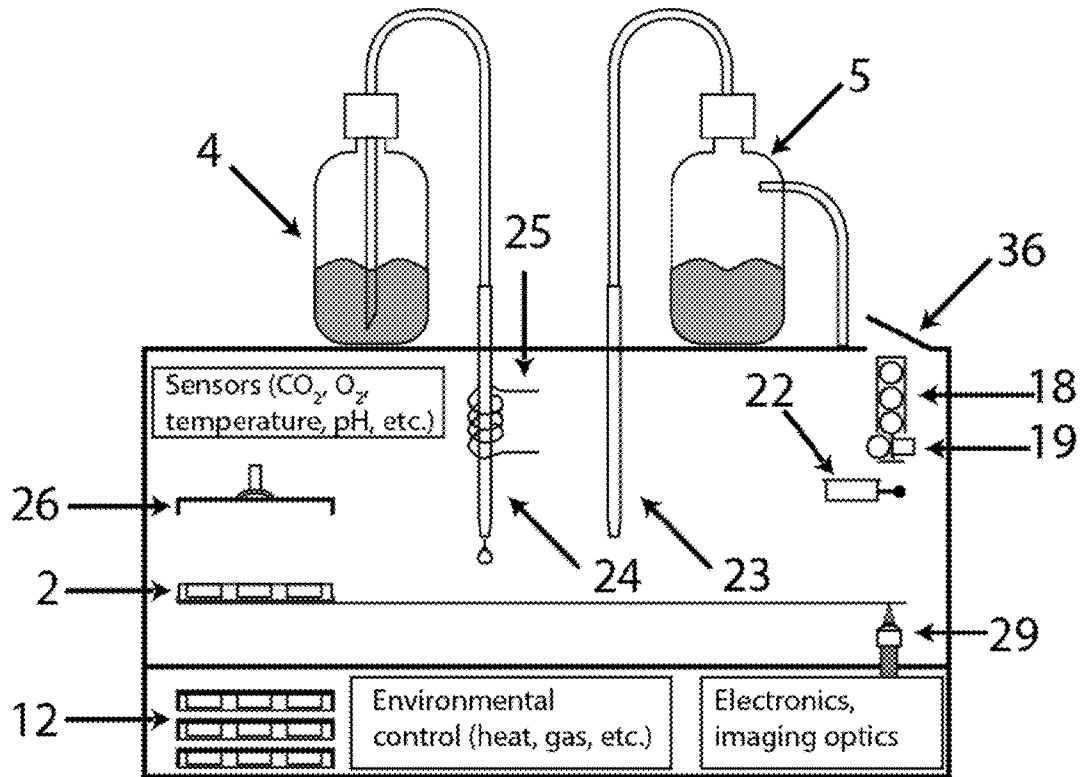 4
5
25
36
Sensors (CO₂, O₂,
temperature, pH, etc.)
22
18
19
26
24
23
2
29
12
Environmental
control (heat, gas, etc.)
Electronics,
imaging optics